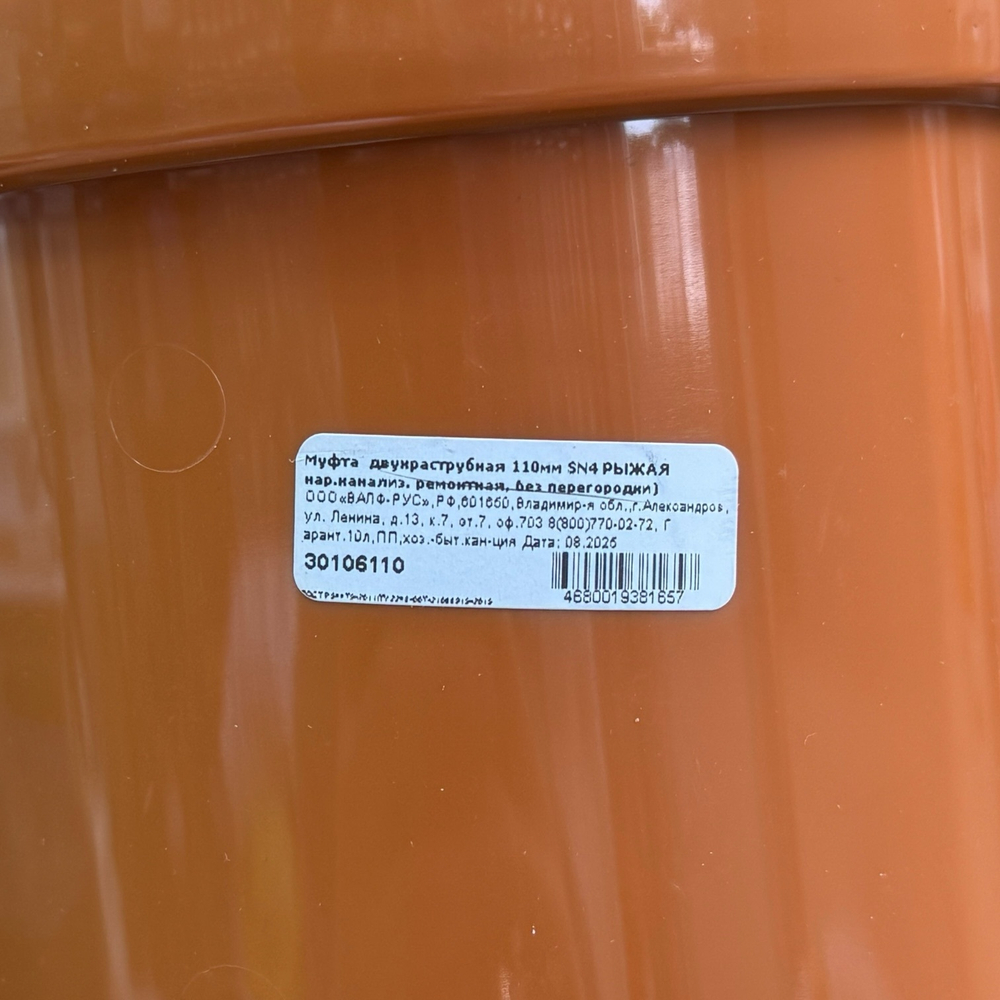 Муфта двухраструбная 110мм SN4 РЫЖАЯ
нар.канализ. ремонтная, без перегородки)
ООО«ВАЛФ-РУС»,РФ,601650,Владимир-я обл.,г.Александров,
ул. Ленина, д.13, к.7, эт.7, оф.703 8(800)770-02-72, Г
арант.10л,ПП,хоз.-быт.кан-ция Дата: 08.2025
30106110
4680019381657